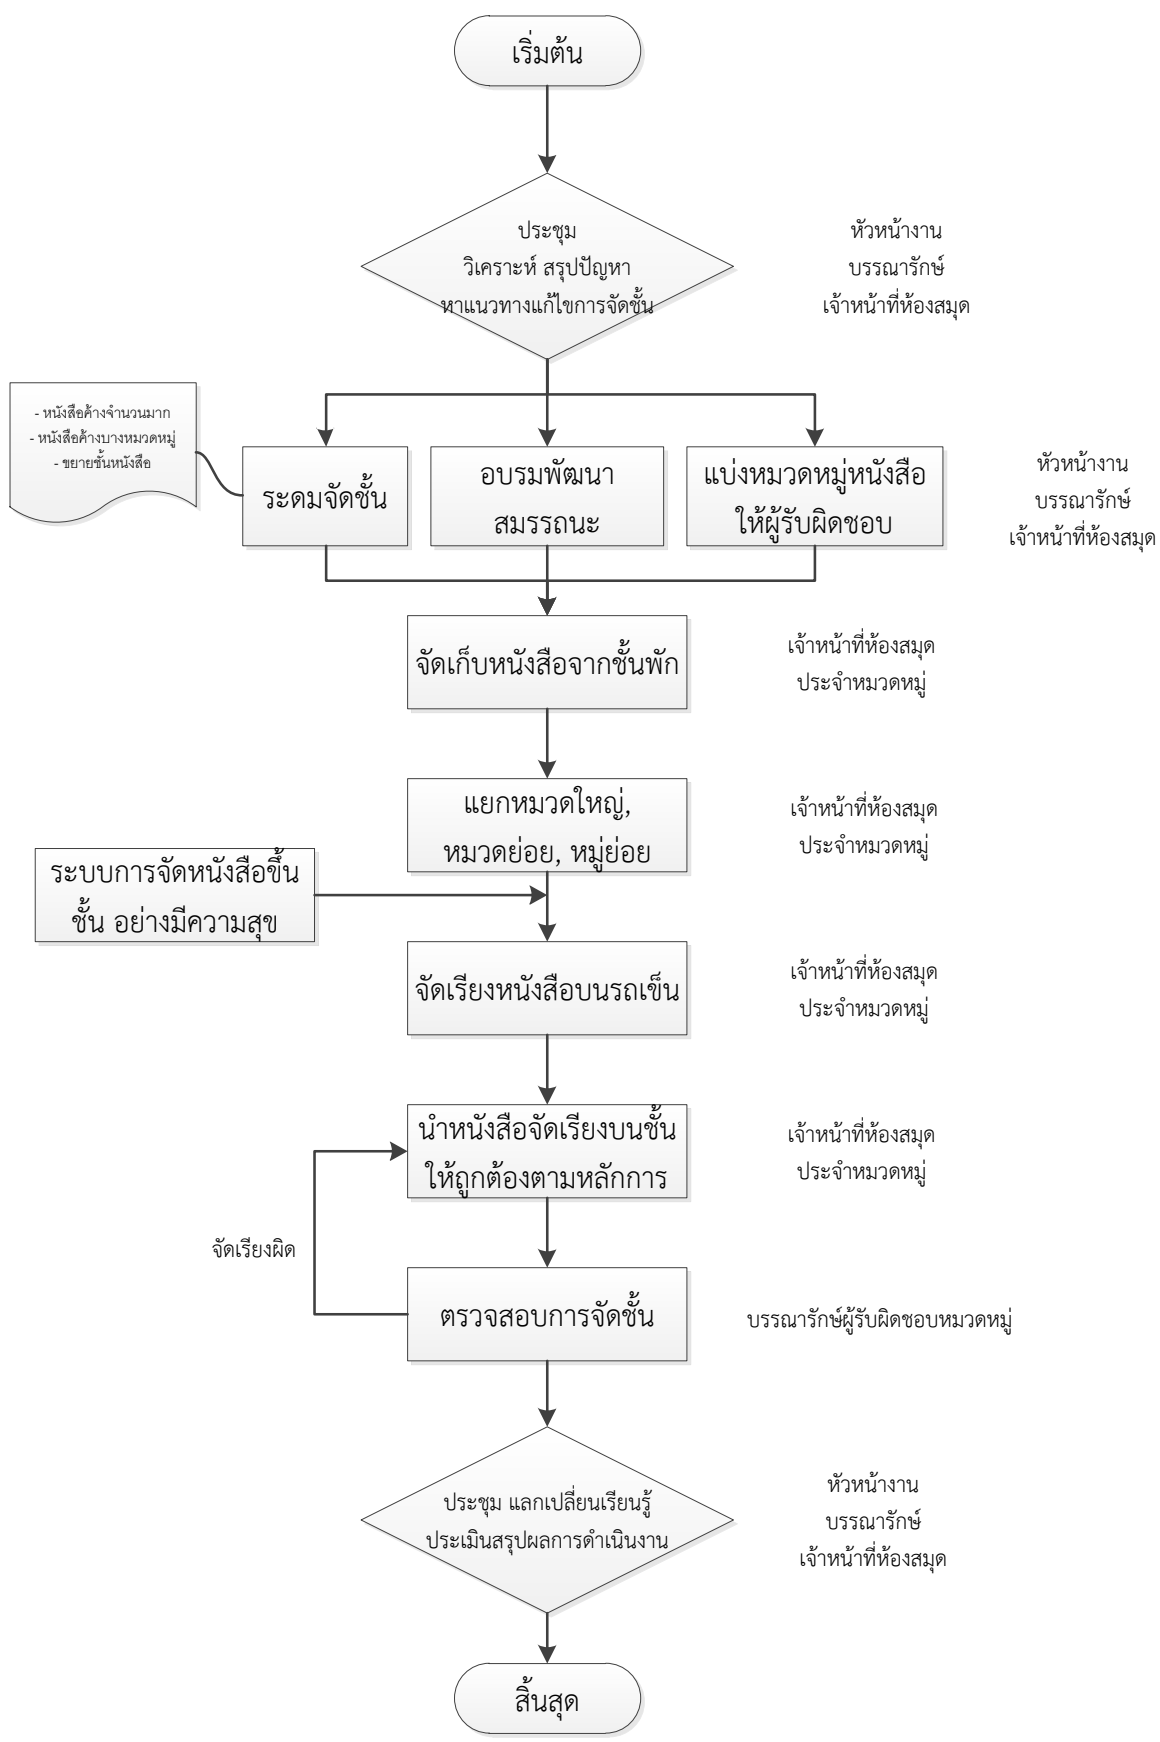 เริ่มต้น
ประชุม
วิเคราะห์ สรุปปัญหา
หาแนวทางแก้ไขการจัดชั้น
หัวหน้างาน
บรรณารักษ์
เจ้าหน้าที่ห้องสมุด
- หนังสือค้างจำนวนมาก
- หนังสือค้างบางหมวดหมู่
- ขยายชั้นหนังสือ
ระดมจัดชั้น
อบรมพัฒนา
สมรรถนะ
แบ่งหมวดหมู่หนังสือ
ให้ผู้รับผิดชอบ
หัวหน้างาน
บรรณารักษ์
เจ้าหน้าที่ห้องสมุด
จัดเก็บหนังสือจากชั้นพัก
เจ้าหน้าที่ห้องสมุด
ประจำหมวดหมู่
แยกหมวดใหญ่,
หมวดย่อย, หมู่ย่อย
เจ้าหน้าที่ห้องสมุด
ประจำหมวดหมู่
ระบบการจัดหนังสือขึ้น
ชั้น อย่างมีความสุข
จัดเรียงหนังสือบนรถเข็น
เจ้าหน้าที่ห้องสมุด
ประจำหมวดหมู่
นำหนังสือจัดเรียงบนชั้น
ให้ถูกต้องตามหลักการ
เจ้าหน้าที่ห้องสมุด
ประจำหมวดหมู่
จัดเรียงผิด
ตรวจสอบการจัดชั้น
บรรณารักษ์ผู้รับผิดชอบหมวดหมู่
ประชุม แลกเปลี่ยนเรียนรู้
ประเมินสรุปผลการดำเนินงาน
หัวหน้างาน
บรรณารักษ์
เจ้าหน้าที่ห้องสมุด
สิ้นสุด